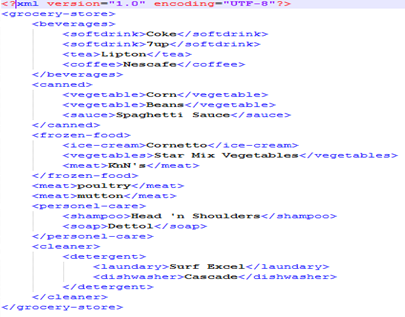 <?xml version="1.0" encoding="UTF-8"?>
<grocery-store>
<beverages>
<softdrink>Coke</softdrink>
<softdrink>7up</softdrink>
<tea>Lipton</tea>
<coffee>Nescafe</coffee>
</beverages>
<canned>
<vegetable>Corn</vegetable>
<vegetable>Beans</vegetable>
<sauce>Spaghetti Sauce</sauce>
</canned>
<frozen-food>
<ice-cream>Cornetto</ice-cream>
<vegetables>Star Mix Vegetables</vegetables>
<meat>KnN's</meat>
</frozen-food>
<meat>poultry</meat>
<meat>mutton</meat>
<personel-care>
<shampoo>Head 'n Shoulders</shampoo>
<soap>Dettol</soap>
</personel-care>
<cleaner>
<detergent>
<laundary>Surf Excel</laundary>
<dishwasher>Cascade</dishwasher>
</detergent>
</cleaner>
</grocery-store>